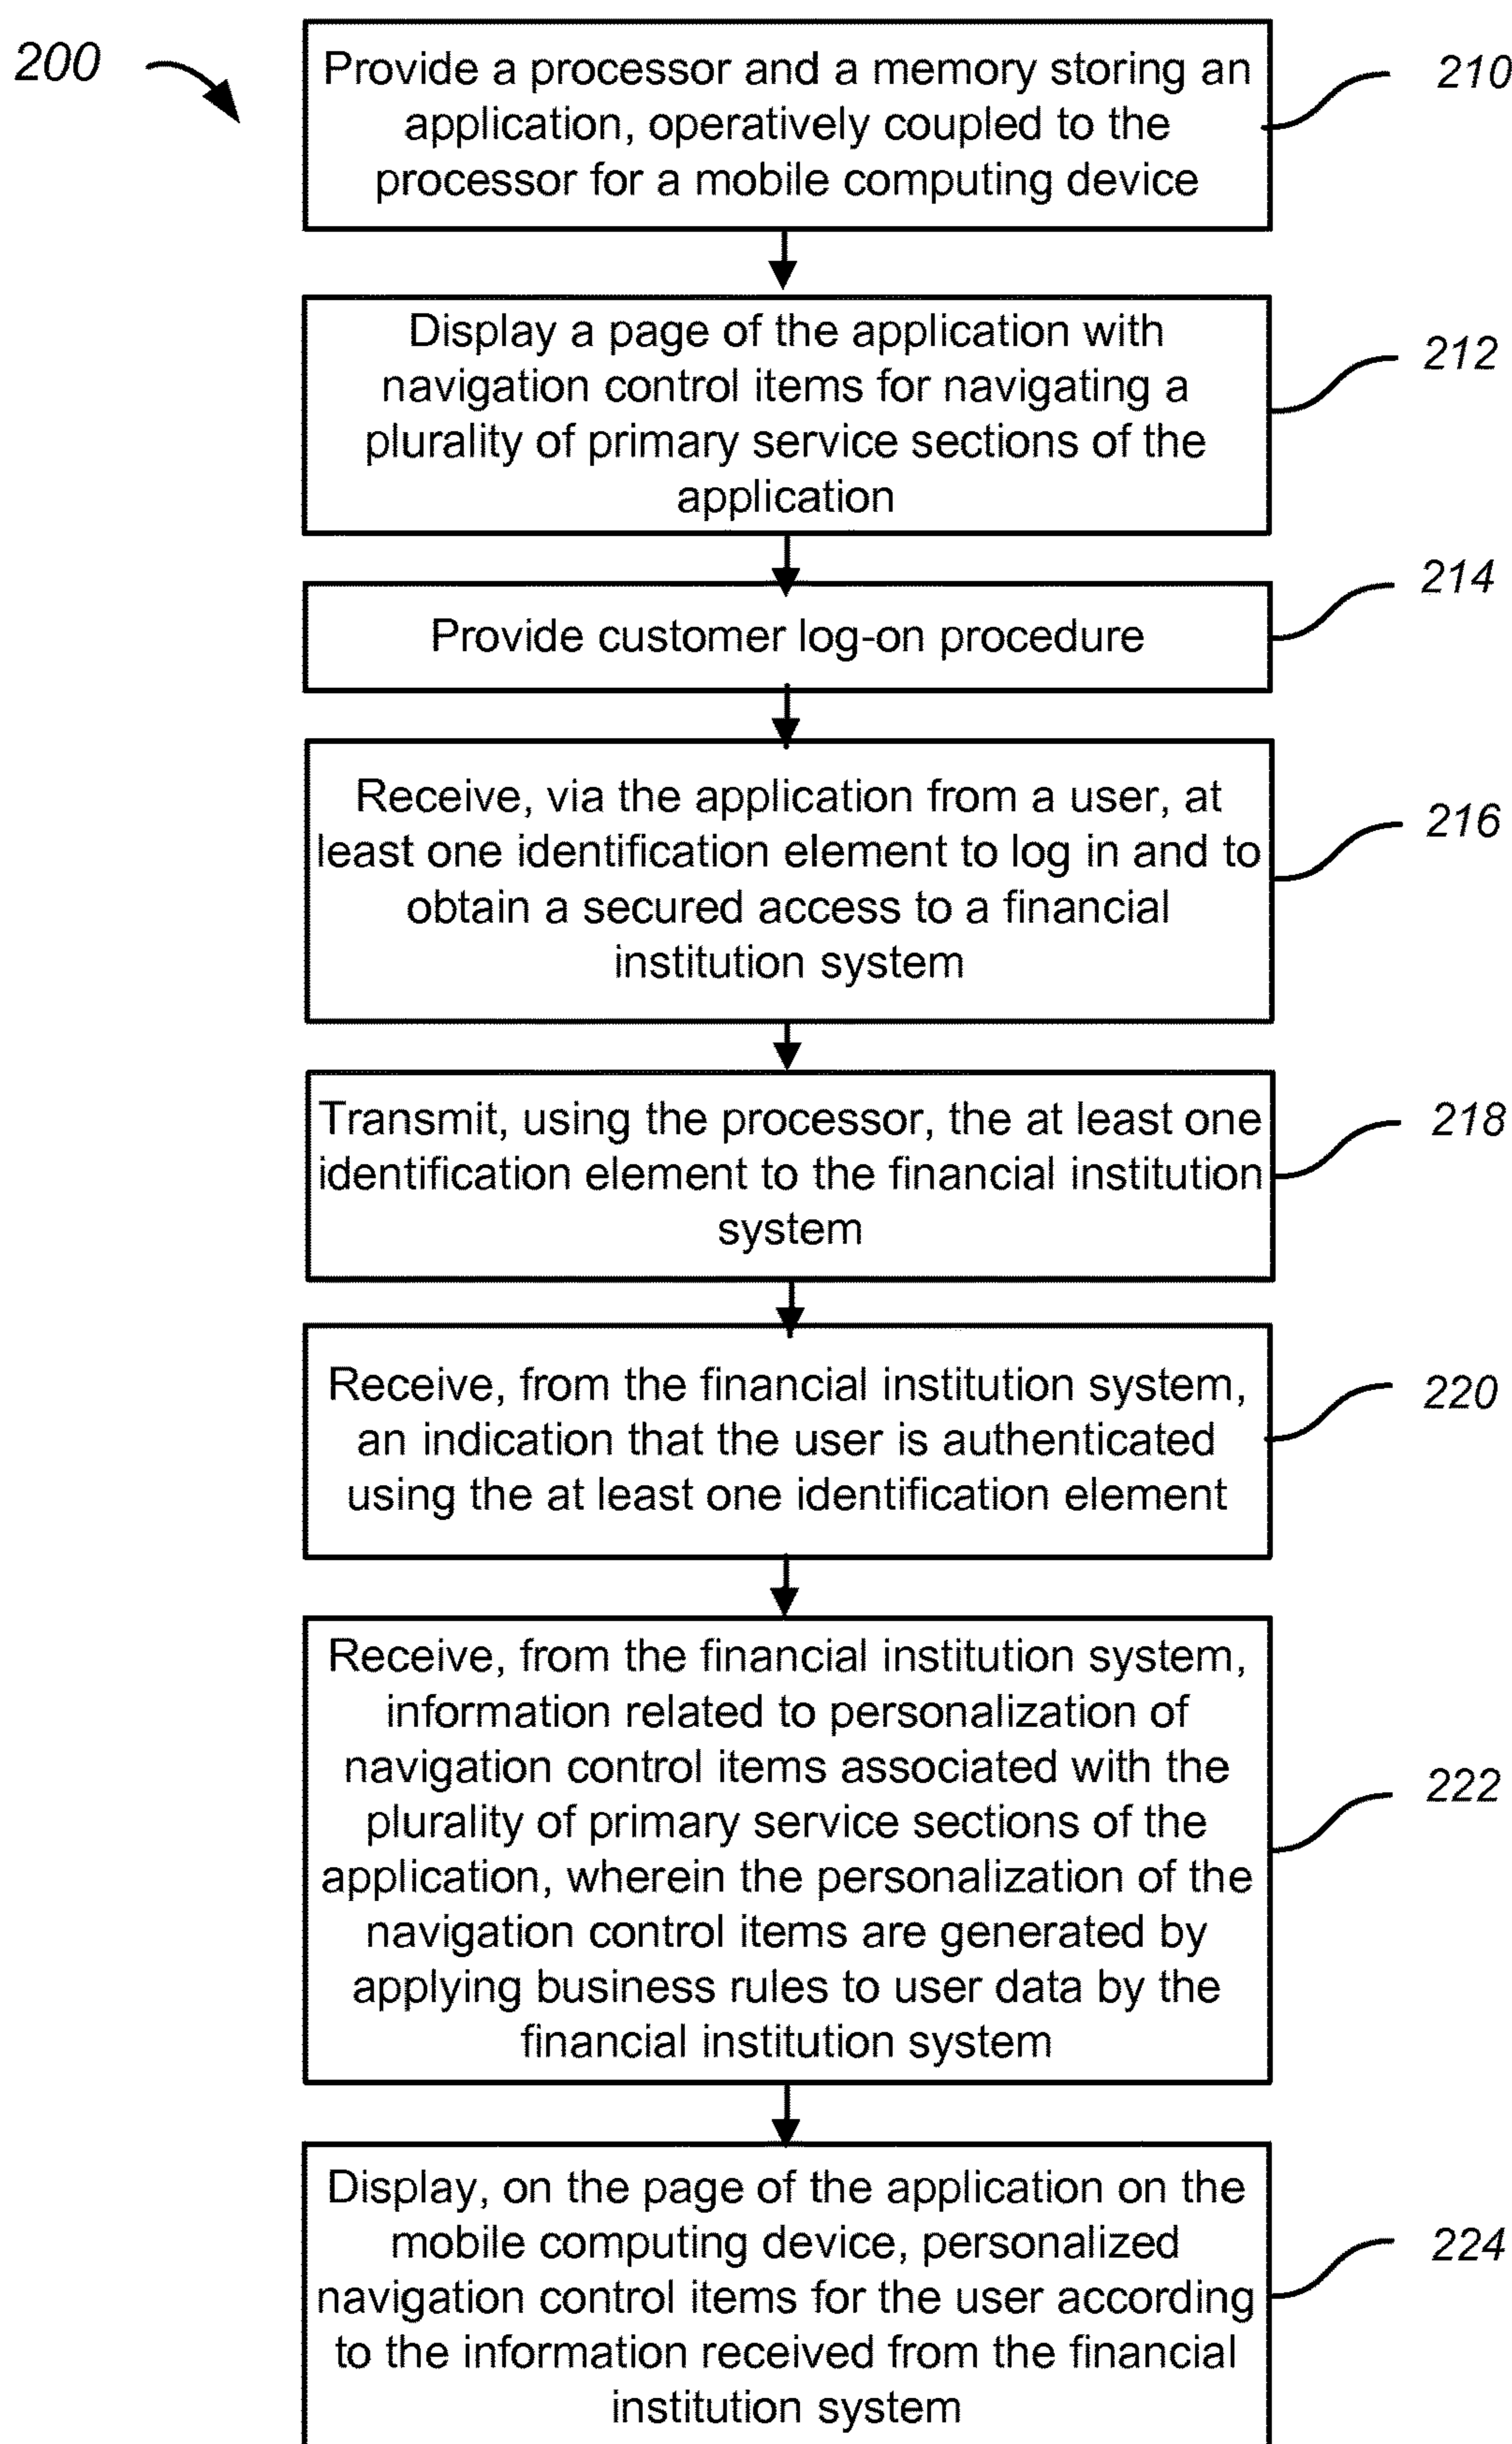 200
Provide a processor and a memory storing an
application, operatively coupled to the
processor for a mobile computing device
210
Display a page of the application with
navigation control items for navigating a
plurality of primary service sections of the
application
212
Provide customer log-on procedure
214
Receive, via the application from a user, at
least one identification element to log in and to
obtain a secured access to a financial
institution system
216
Transmit, using the processor, the at least one
identification element to the financial institution
system
218
Receive, from the financial institution system,
an indication that the user is authenticated
using the at least one identification element
220
Receive, from the financial institution system,
information related to personalization of
navigation control items associated with the
plurality of primary service sections of the
application, wherein the personalization of the
navigation control items are generated by
applying business rules to user data by the
financial institution system
222
Display, on the page of the application on the
mobile computing device, personalized
navigation control items for the user according
to the information received from the financial
institution system
224